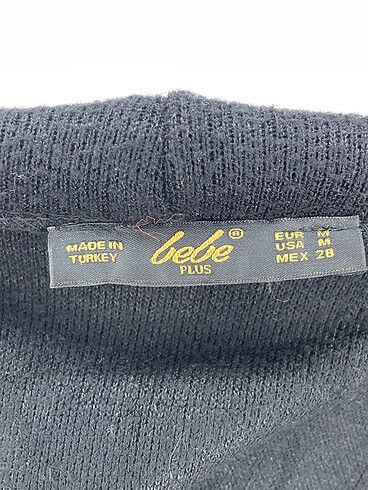 MADE IN
TURKEY
bebe®
PLUS
EUR M
USA M
MEX 28